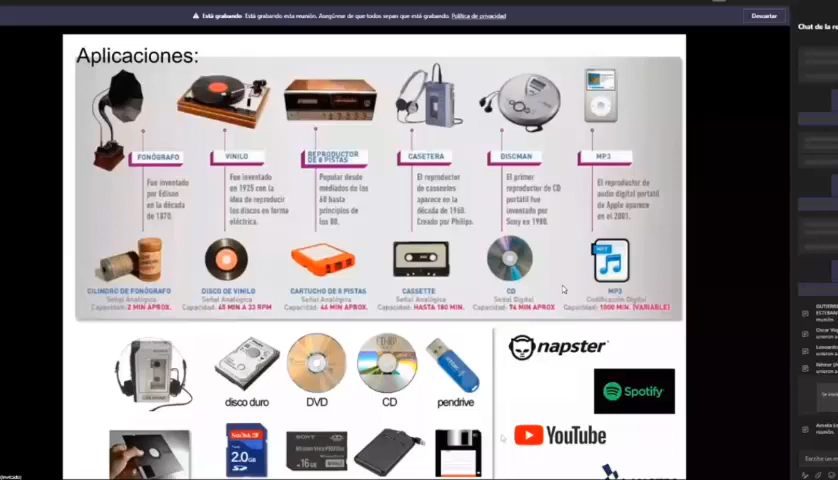 Está grabando Está grabando esta reunión. Asegúrese de que todos sepan que está grabando. Política de privacidad
Descartar
Chat de la re
Aplicaciones:
FONÓGRAFO
VINILO
REPRODUCTOR
DE 8 PISTAS
CASETERA
DISCMAN
MP3
Fue inventado
por Edison
en la década
de 1870.
Fue inventado
en 1925 con la
idea de reproducir
los discos en forma
eléctrica.
Popular desde
mediados de los
60 hasta
principios de
los 80.
El reproductor
de cassettes
aparece en la
década de 1960.
Creado por Philips.
El primer
reproductor de CD
portátil fue
inventado por
Sony en 1980.
El reproductor de
audio digital portátil
de Apple aparece
en el 2001.
MP3
CILINDRO DE FONÓGRAFO
Señal Analógica
Capacidad: 2 MIN APROX.
DISCO DE VINILO
Señal Analógica
Capacidad: 45 MIN A 33 RPM
CARTUCHO DE 8 PISTAS
Señal Analógica
Capacidad: 46 MIN APROX.
CASSETTE
Señal Analógica
Capacidad: HASTA 180 MIN.
CD
Señal Digital
Capacidad: 74 MIN APROX
MP3
Codificación Digital
Capacidad: 1500 MIN. (VARIABLE)
disco duro
DVD
CD
pendrive
napster
Spotify
YouTube
SanDisk
2.0GB
SD
SONY
16GB